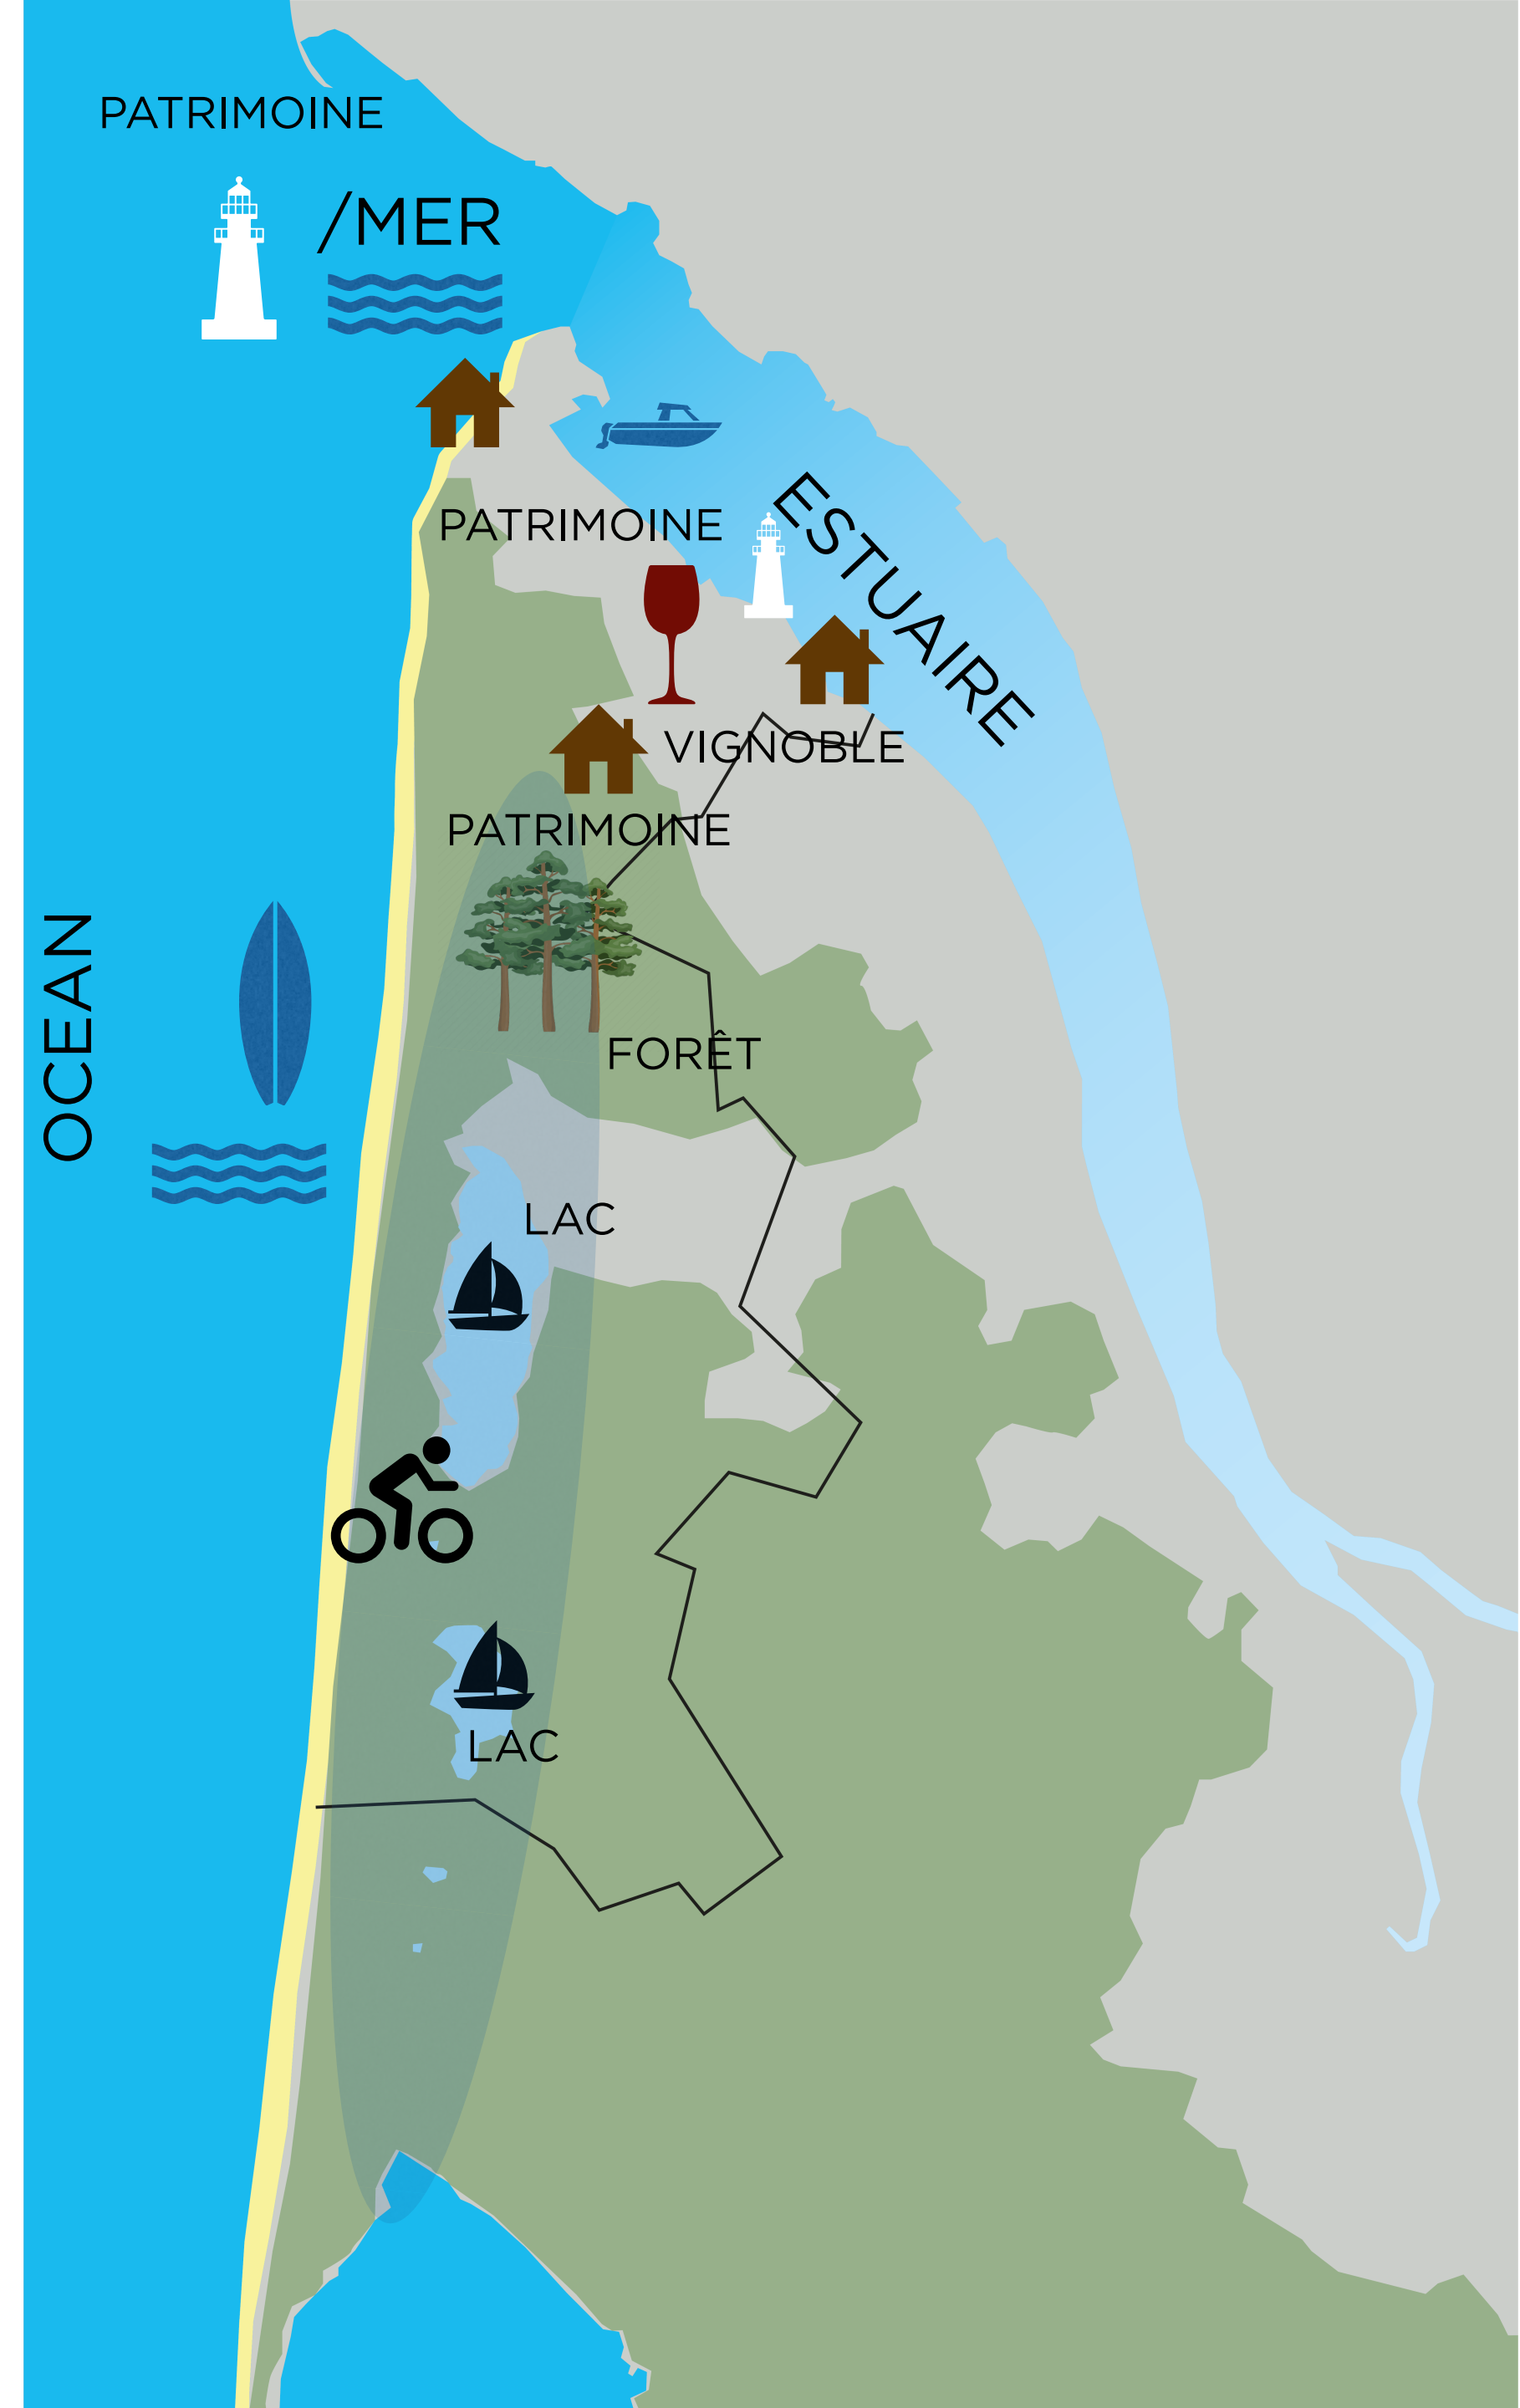 PATRIMOINE
/MER
PATRIMOINE
ESTUAIRE
VIGNOBLE
PATRIMOINE
OCEAN
FORÊT
LAC
LAC